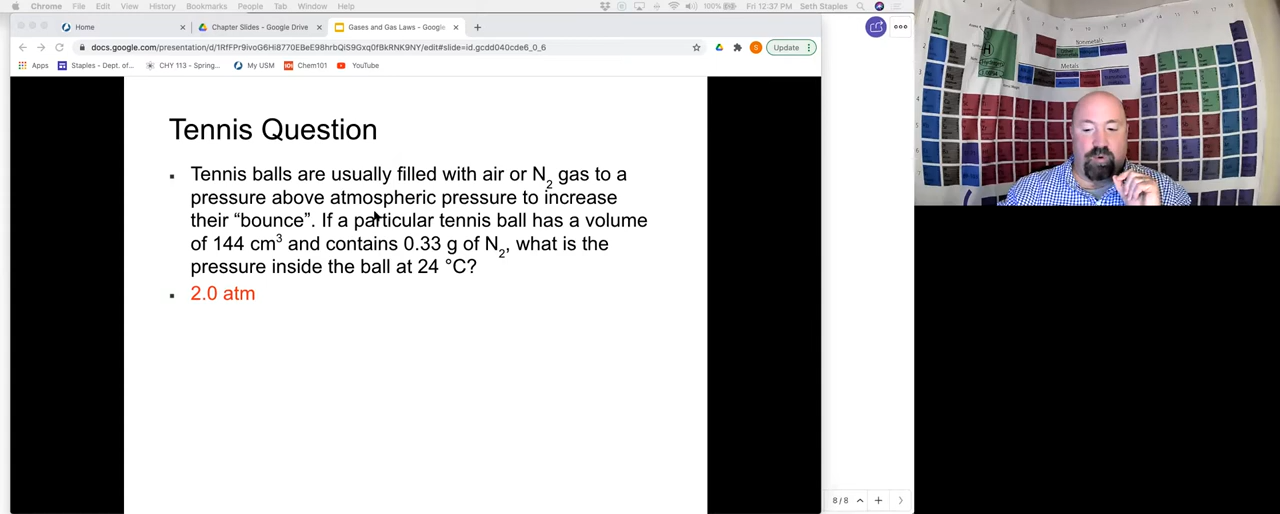 Chrome File Edit View History Bookmarks People Tab Window Help 100% Fri 12:37 PM Seth Staples
Home Chapter Slides - Google Drive Gases and Gas Laws - Google
docs.google.com/presentation/d/1RfFPr9ivoG6Hi8770EBeE98hrbQiS9Gxq0fBkRNK9NY/edit#slide=id.gcdd040cde6_0_6 Update
Apps Staples - Dept. of... CHY 113 - Spring... My USM Chem101 YouTube
Tennis Question
Tennis balls are usually filled with air or N2 gas to a
pressure above atmospheric pressure to increase
their “bounce”. If a particular tennis ball has a volume
of 144 cm³ and contains 0.33 g of N2, what is the
pressure inside the ball at 24 °C?
2.0 atm
8/8
Nonmetals
Metals
H